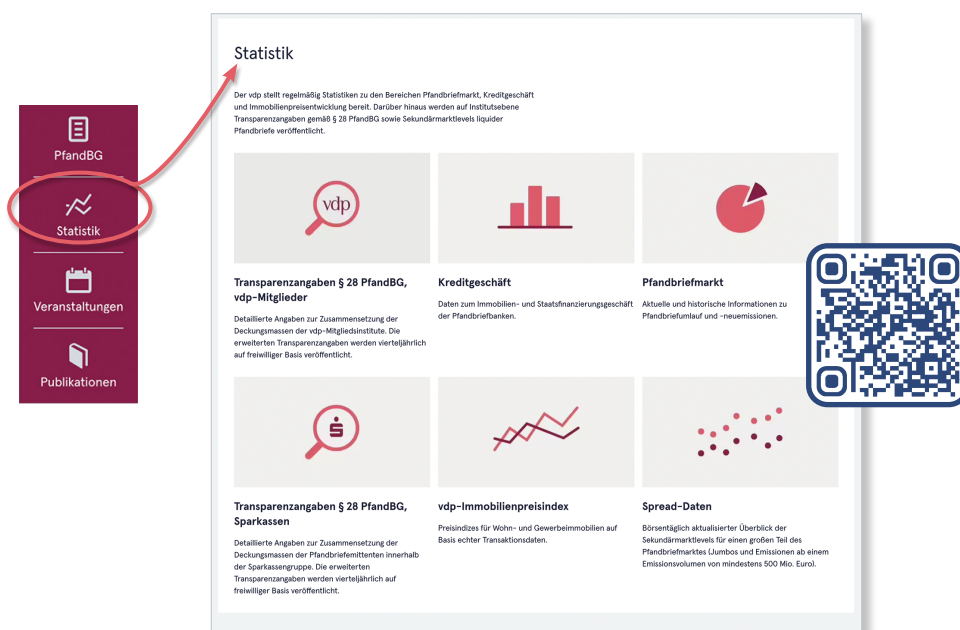 PfandBG
Statistik
Veranstaltungen
Publikationen
Statistik
Der vdp stellt regelmäßig Statistiken zu den Bereichen Pfandbriefmarkt, Kreditgeschäft
und Immobilienpreisentwicklung bereit. Darüber hinaus werden auf Institutsebene
Transparenzangaben gemäß § 28 PfandBG sowie Sekundärmarktlevels liquider
Pfandbriefe veröffentlicht.
vdp
Transparenzangaben § 28 PfandBG,
vdp-Mitglieder
Detaillierte Angaben zur Zusammensetzung der
Deckungsmassen der vdp-Mitgliedsinstitute. Die
erweiterten Transparenzangaben werden vierteljährlich
auf freiwilliger Basis veröffentlicht.
Kreditgeschäft
Daten zum Immobilien- und Staatsfinanzierungsgeschäft
der Pfandbriefbanken.
Pfandbriefmarkt
Aktuelle und historische Informationen zu
Pfandbriefumlauf und -neuemissionen.
Transparenzangaben § 28 PfandBG,
Sparkassen
Detaillierte Angaben zur Zusammensetzung der
Deckungsmassen der Pfandbriefemittenten innerhalb
der Sparkassengruppe. Die erweiterten
Transparenzangaben werden vierteljährlich auf
freiwilliger Basis veröffentlicht.
vdp-Immobilienpreisindex
Preisindizes für Wohn- und Gewerbeimmobilien auf
Basis echter Transaktionsdaten.
Spread-Daten
Börsentäglich aktualisierter Überblick der
Sekundärmarktlevels für einen großen Teil des
Pfandbriefmarktes (Jumbos und Emissionen ab einem
Emissionsvolumen von mindestens 500 Mio. Euro).